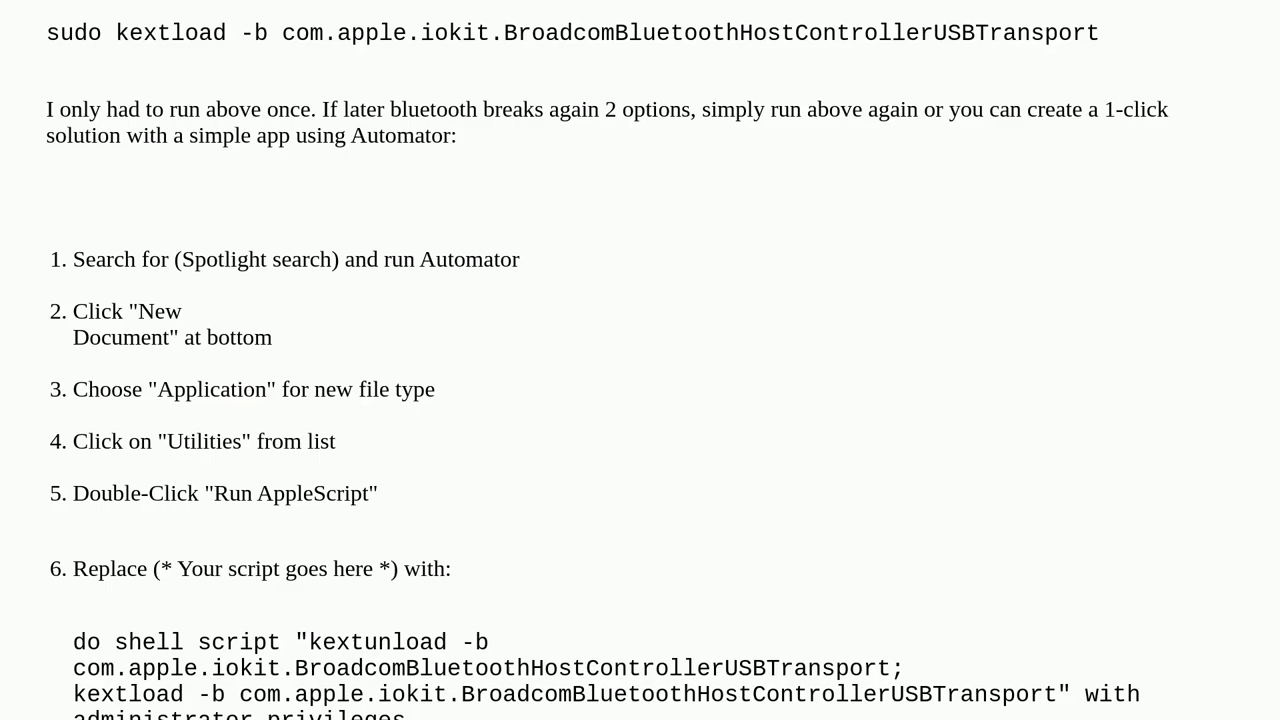 sudo kextload -b com.apple.iokit.BroadcomBluetoothHostControllerUSBTransport
I only had to run above once. If later bluetooth breaks again 2 options, simply run above again or you can create a 1-click
solution with a simple app using Automator:
1. Search for (Spotlight search) and run Automator
2. Click "New
Document" at bottom
3. Choose "Application" for new file type
4. Click on "Utilities" from list
5. Double-Click "Run AppleScript"
6. Replace (* Your script goes here *) with:
do shell script "kextunload -b
com.apple.iokit.BroadcomBluetoothHostControllerUSBTransport;
kextload -b com.apple.iokit.BroadcomBluetoothHostControllerUSBTransport" with
administrator privileges